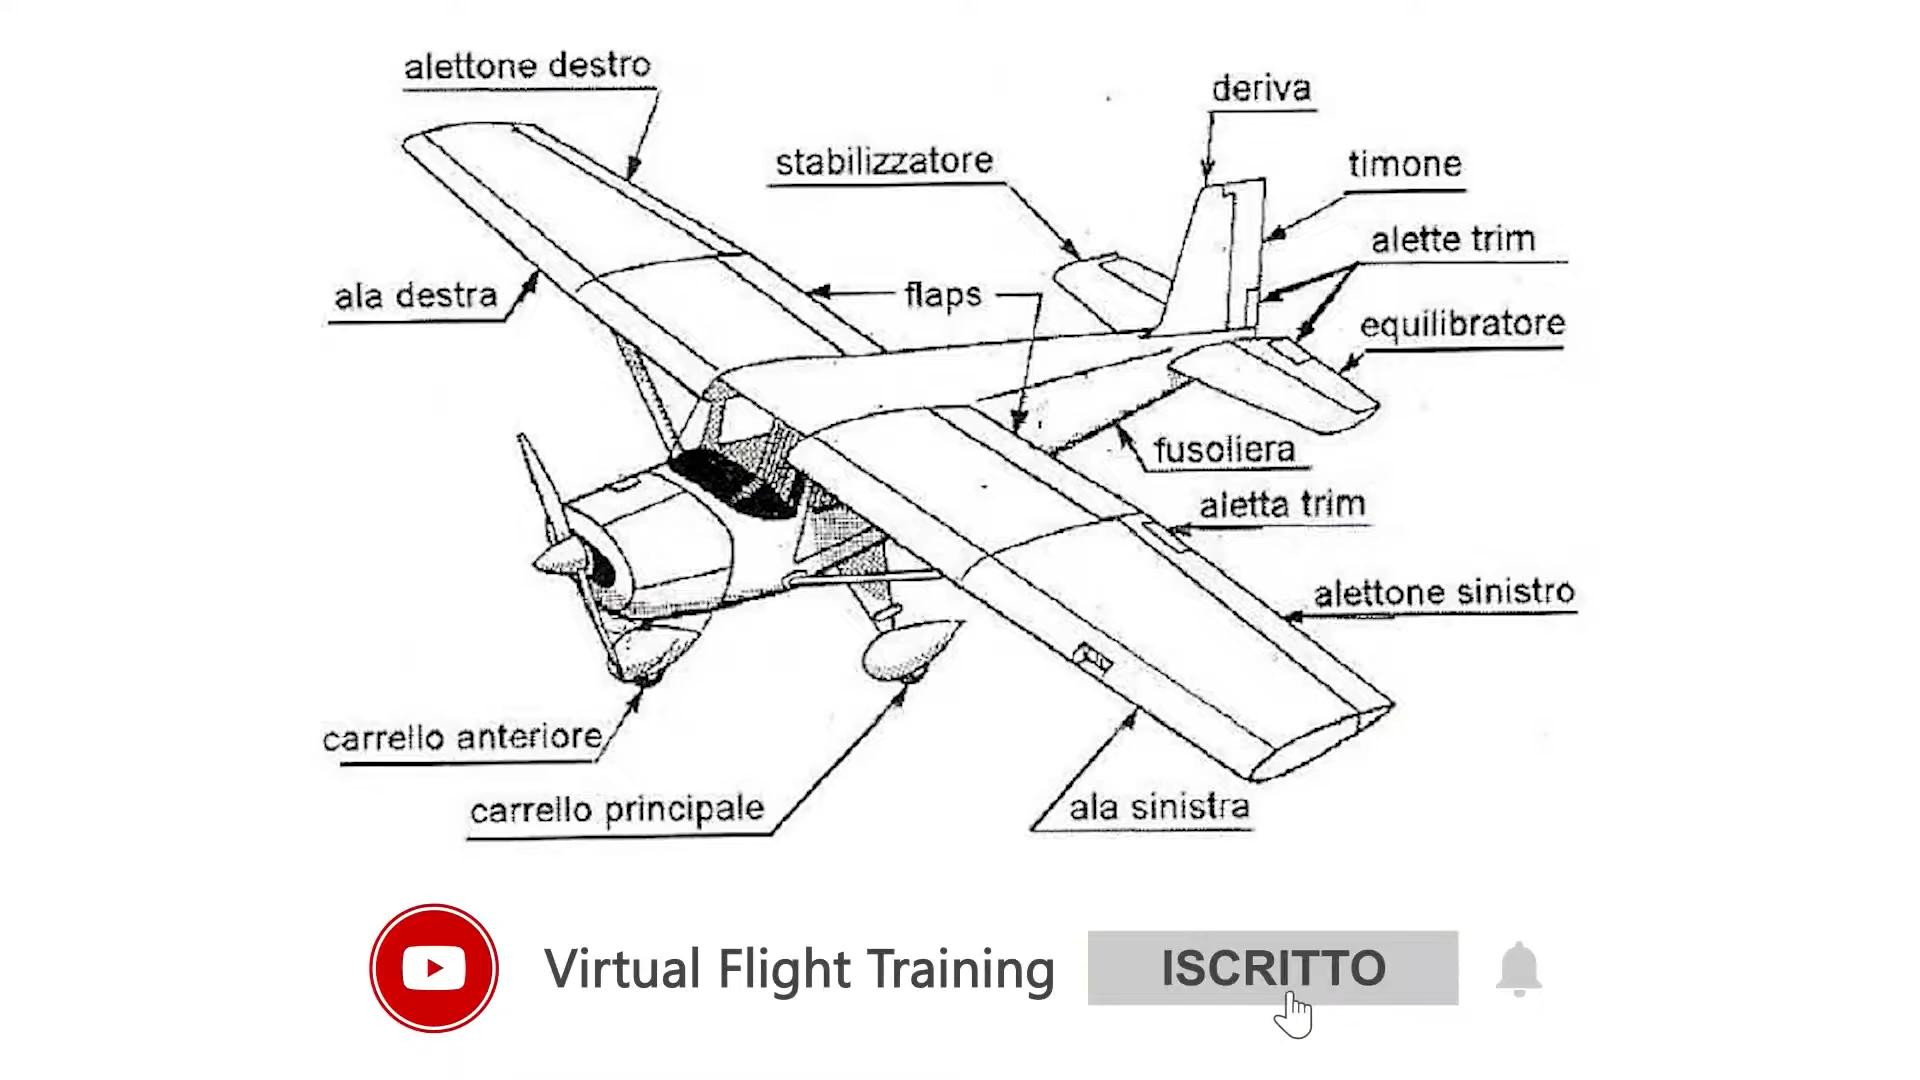 alettone destro
deriva
stabilizzatore
timone
alette trim
ala destra
flaps
equilibratore
fusoliera
aletta trim
alettone sinistro
carrello anteriore
carrello principale
ala sinistra
Virtual Flight Training
ISCRITTO